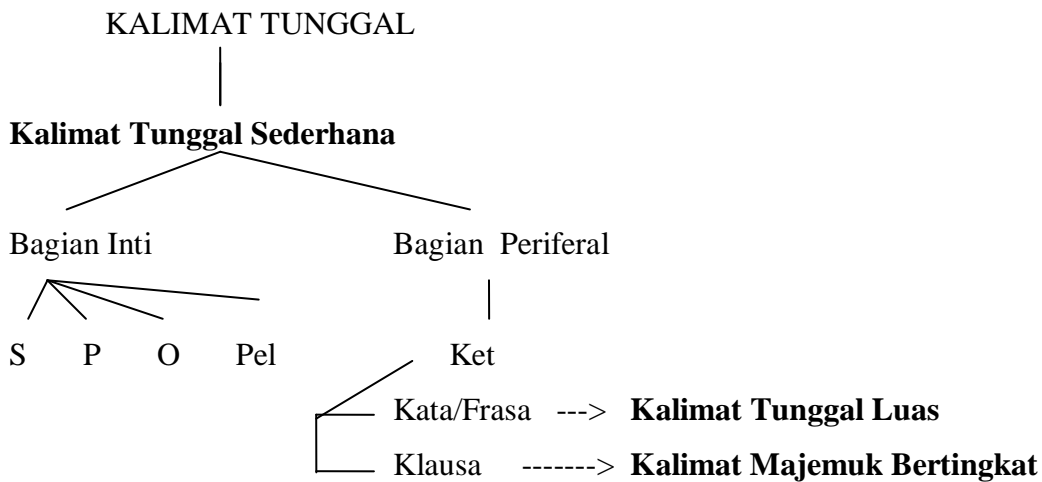 KALIMAT TUNGGAL
Kalimat Tunggal Sederhana
Bagian Inti Bagian Periferal
S P O Pel Ket
Kata/Frasa ---> Kalimat Tunggal Luas
Klausa -------> Kalimat Majemuk Bertingkat